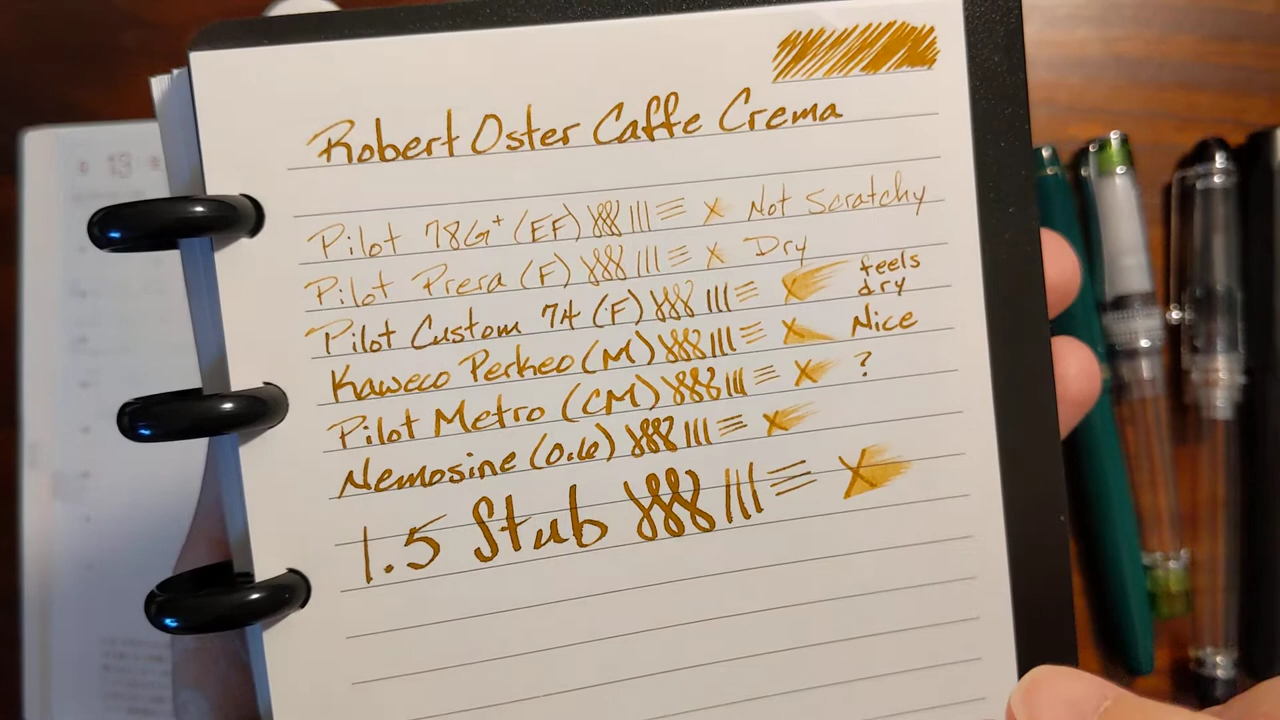 Robert Oster Caffe Crema
Pilot 78G+ (EF) x Not Scratchy
Pilot Prera (F) x Dry
Pilot Custom 74 (F) x feels dry
Kaweco Perkeo (M) x Nice
Pilot Metro (CM) x ?
Nemosine (0.6) x
1.5 Stub x
13